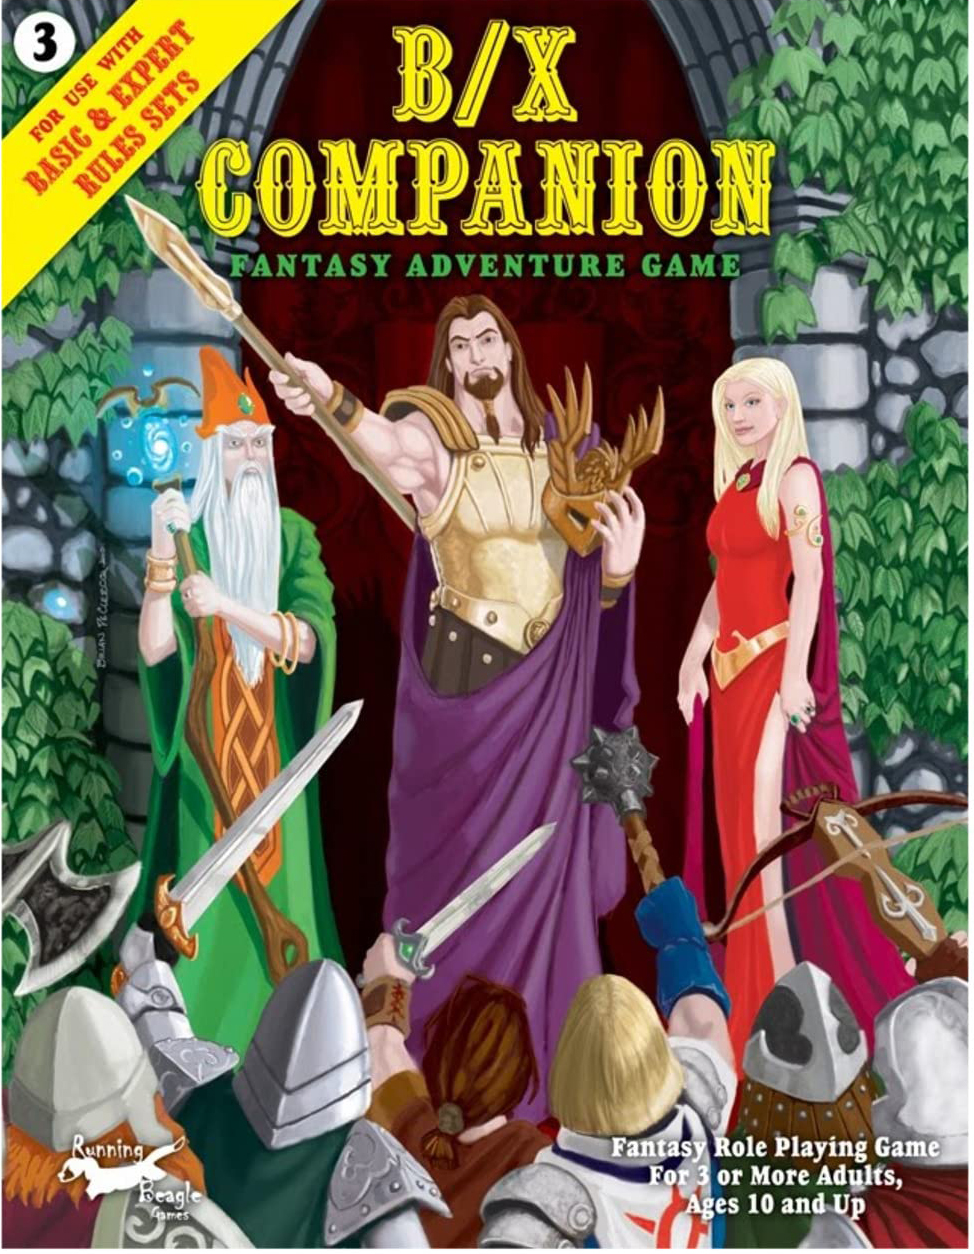 3
FOR USE WITH
BASIC & EXPERT
RULES SETS
B/X
COMPANION
FANTASY ADVENTURE GAME
Fantasy Role Playing Game
For 3 or More Adults,
Ages 10 and Up
Running
Beagle
Games